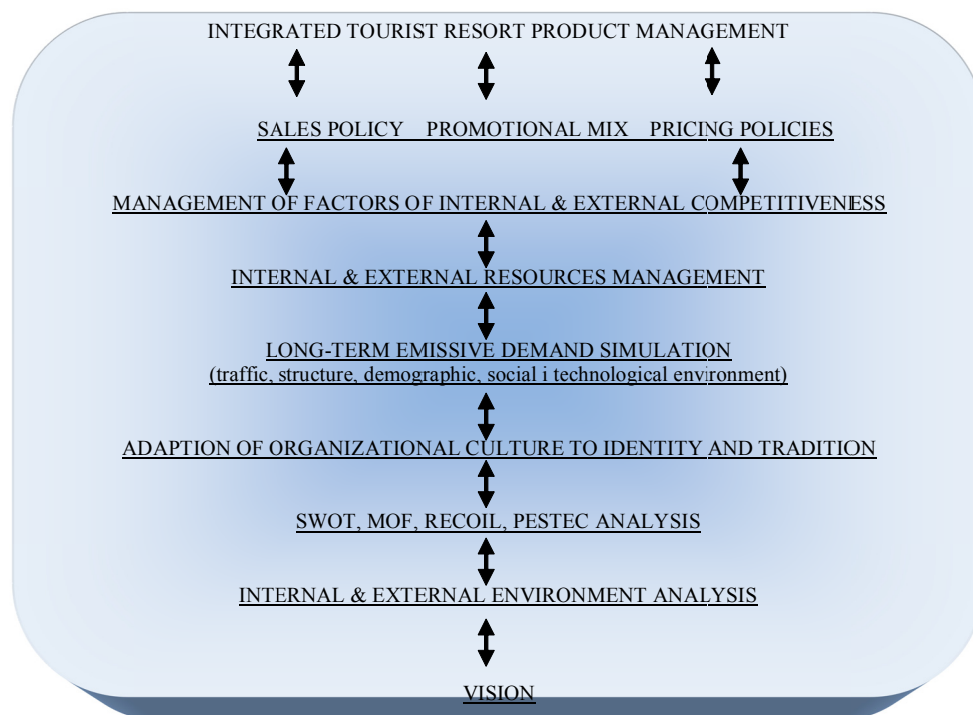 INTEGRATED TOURIST RESORT PRODUCT MANAGEMENT
SALES POLICY PROMOTIONAL MIX PRICING POLICIES
MANAGEMENT OF FACTORS OF INTERNAL & EXTERNAL COMPETITIVENESS
INTERNAL & EXTERNAL RESOURCES MANAGEMENT
LONG-TERM EMISSIVE DEMAND SIMULATION
(traffic, structure, demographic, social i technological environment)
ADAPTION OF ORGANIZATIONAL CULTURE TO IDENTITY AND TRADITION
SWOT, MOF, RECOIL, PESTEC ANALYSIS
INTERNAL & EXTERNAL ENVIRONMENT ANALYSIS
VISION